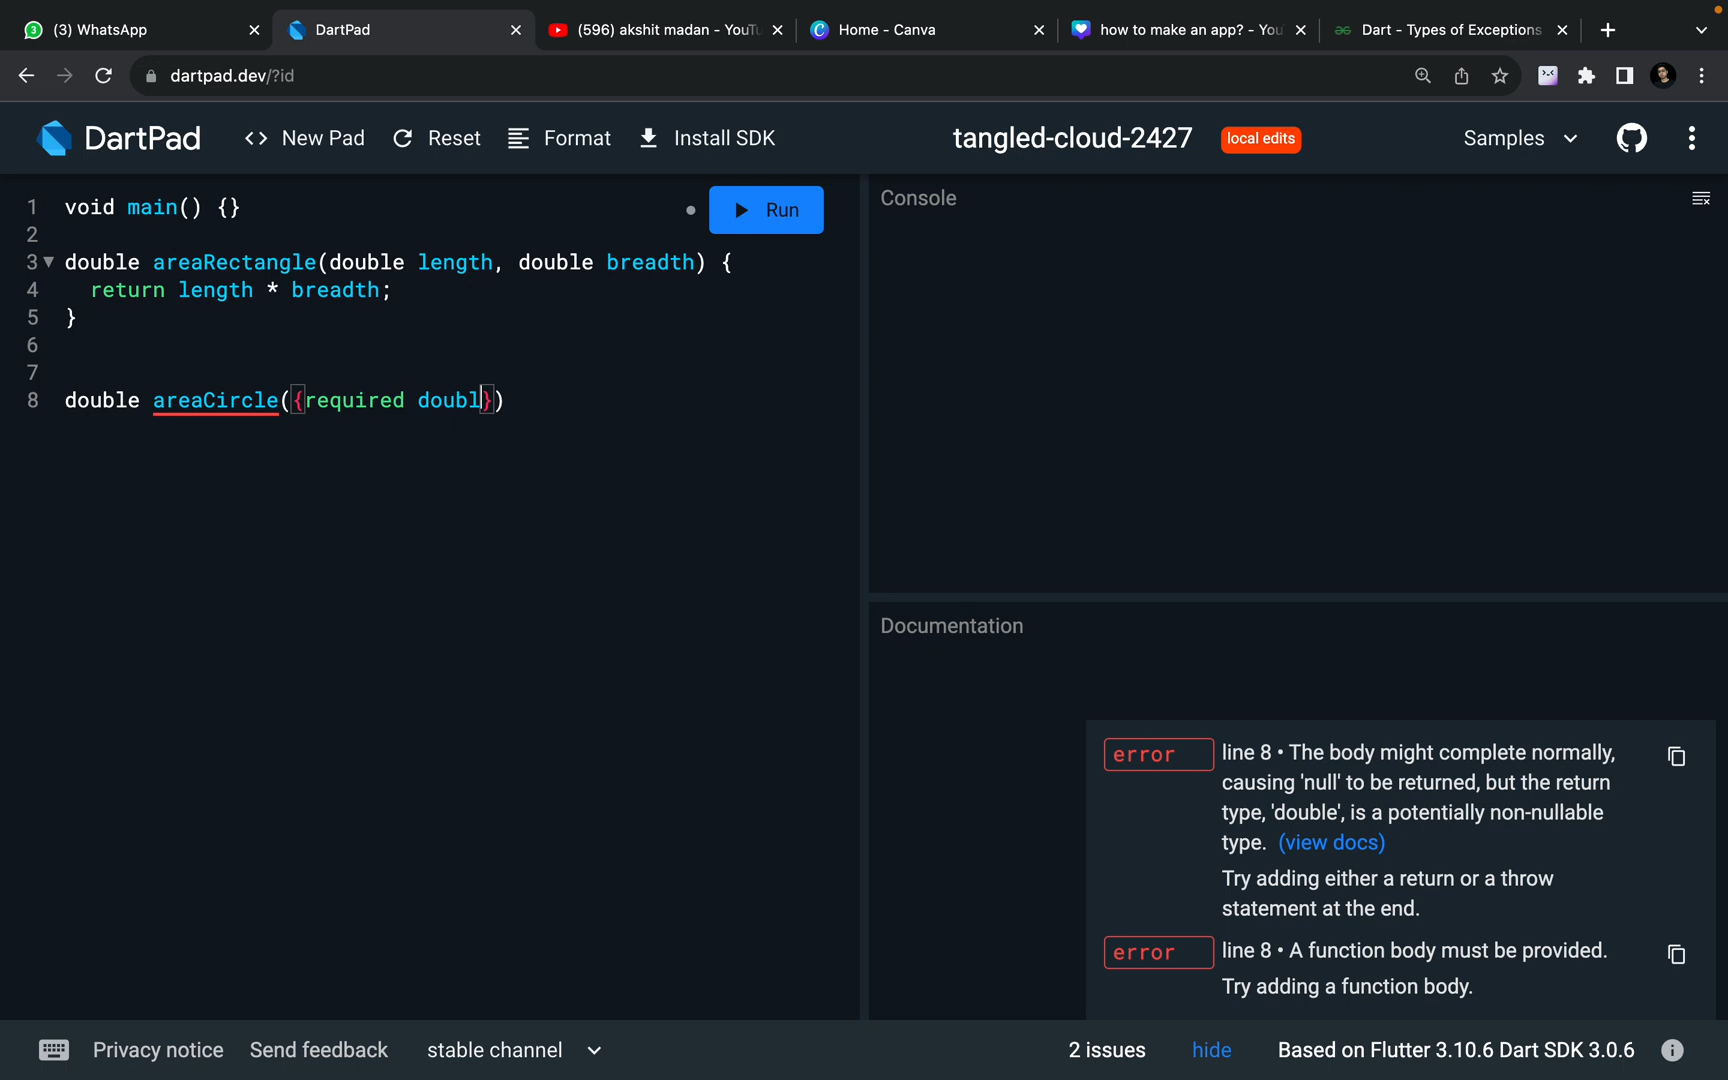 (3) WhatsApp
DartPad
(596) akshit madan - YouTu
Home - Canva
how to make an app? - You
Dart - Types of Exceptions
dartpad.dev/?id
DartPad
<> New Pad
Reset
Format
Install SDK
tangled-cloud-2427
local edits
Samples
1 void main() {}
Run
2
3 double areaRectangle(double length, double breadth) {
4 return length * breadth;
5 }
6
7
8 double areaCircle({required doubl})
Console
Documentation
error
line 8 • The body might complete normally,
causing 'null' to be returned, but the return
type, 'double', is a potentially non-nullable
type. (view docs)
Try adding either a return or a throw
statement at the end.
error
line 8 • A function body must be provided.
Try adding a function body.
Privacy notice
Send feedback
stable channel
2 issues
hide
Based on Flutter 3.10.6 Dart SDK 3.0.6